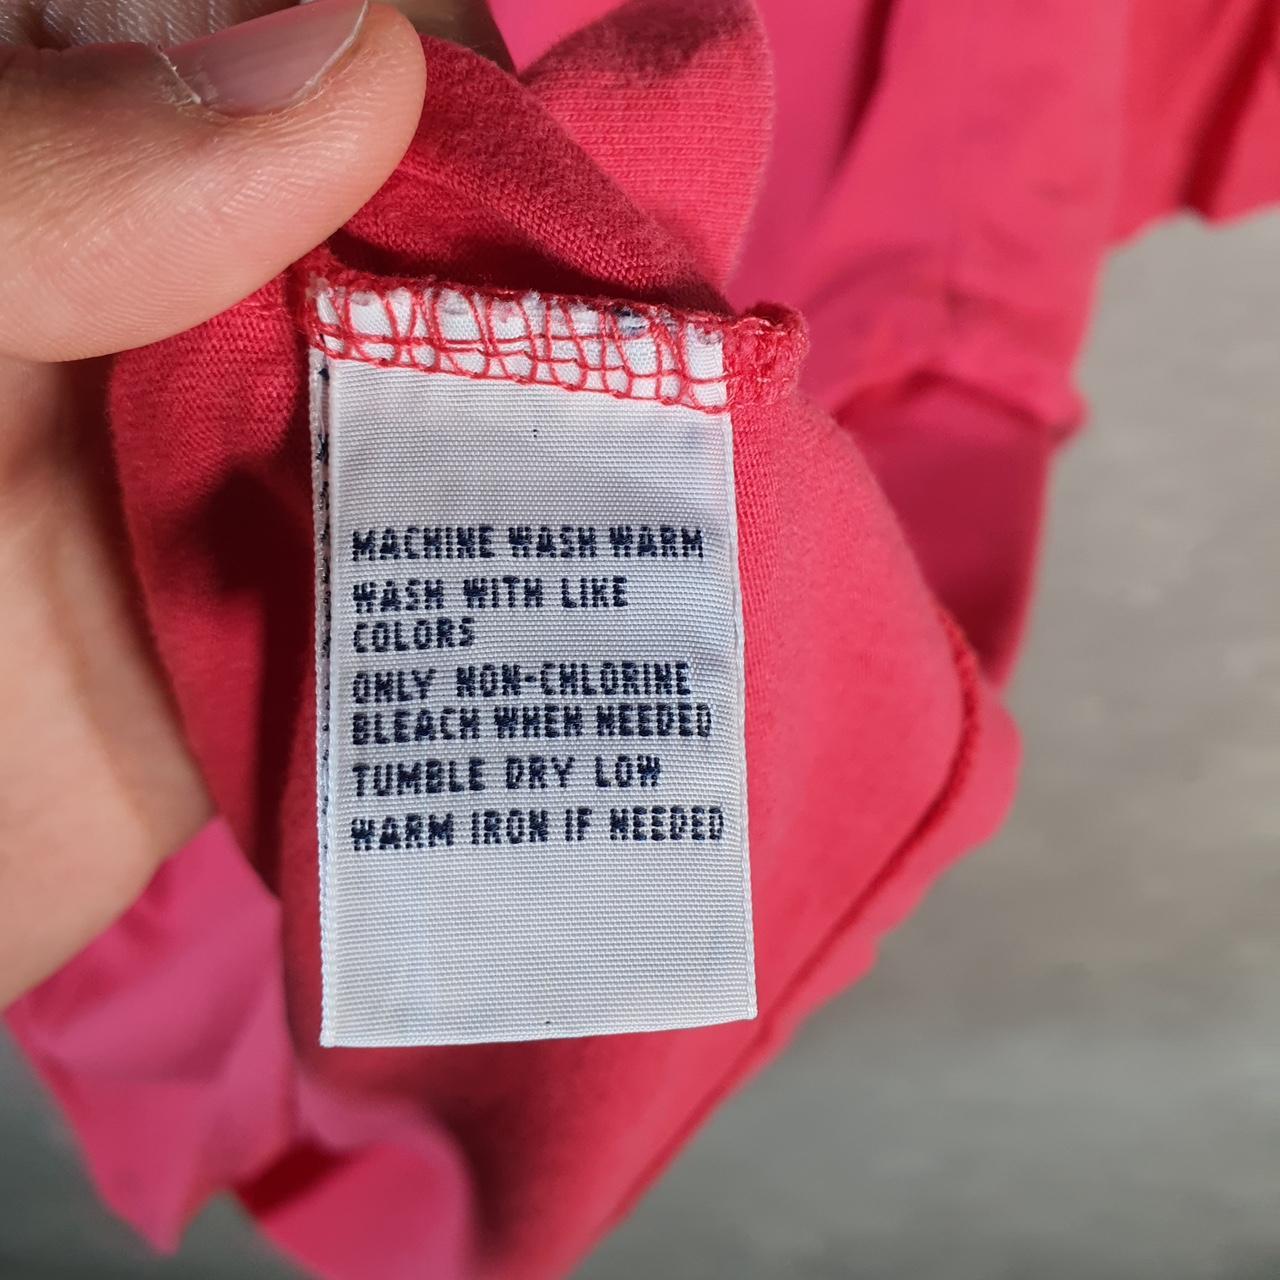 MACHINE WASH WARM
WASH WITH LIKE
COLORS
ONLY NON-CHLORINE
BLEACH WHEN NEEDED
TUMBLE DRY LOW
WARM IRON IF NEEDED